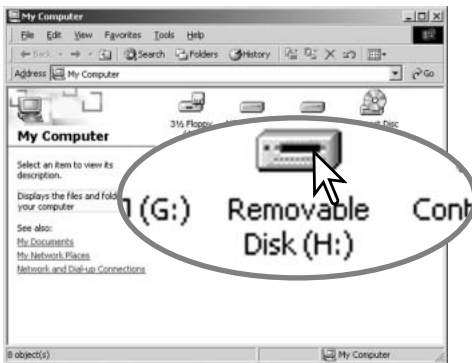 My Computer
File Edit View Favorites Tools Help
Back Search Folders History
Address My Computer Go
3½ Floppy Disc
My Computer
Select an item to view its
description.
Displays the files and fold
your computer
See also:
My Documents
My Network Places
Network and Dial-up Connections
(G:) Removable Cont
Disk (H:)
8 object(s) My Computer